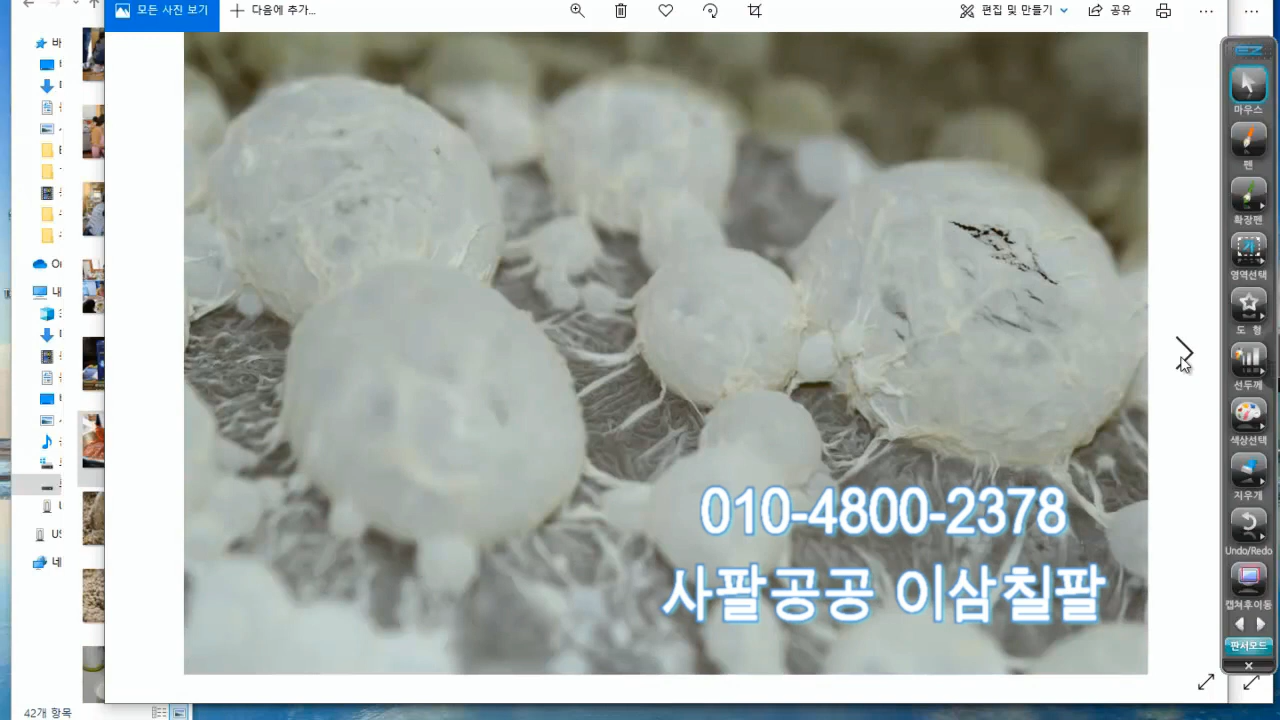 모든 사진 보기
다음에 추가...
편집 및 만들기
공유
마우스
펜
확장펜
영역선택
도 형
선두께
색상선택
지우개
Undo/Redo
캡쳐후이동
판서모드
010-4800-2378
사팔공공 이삼칠팔
42개 항목